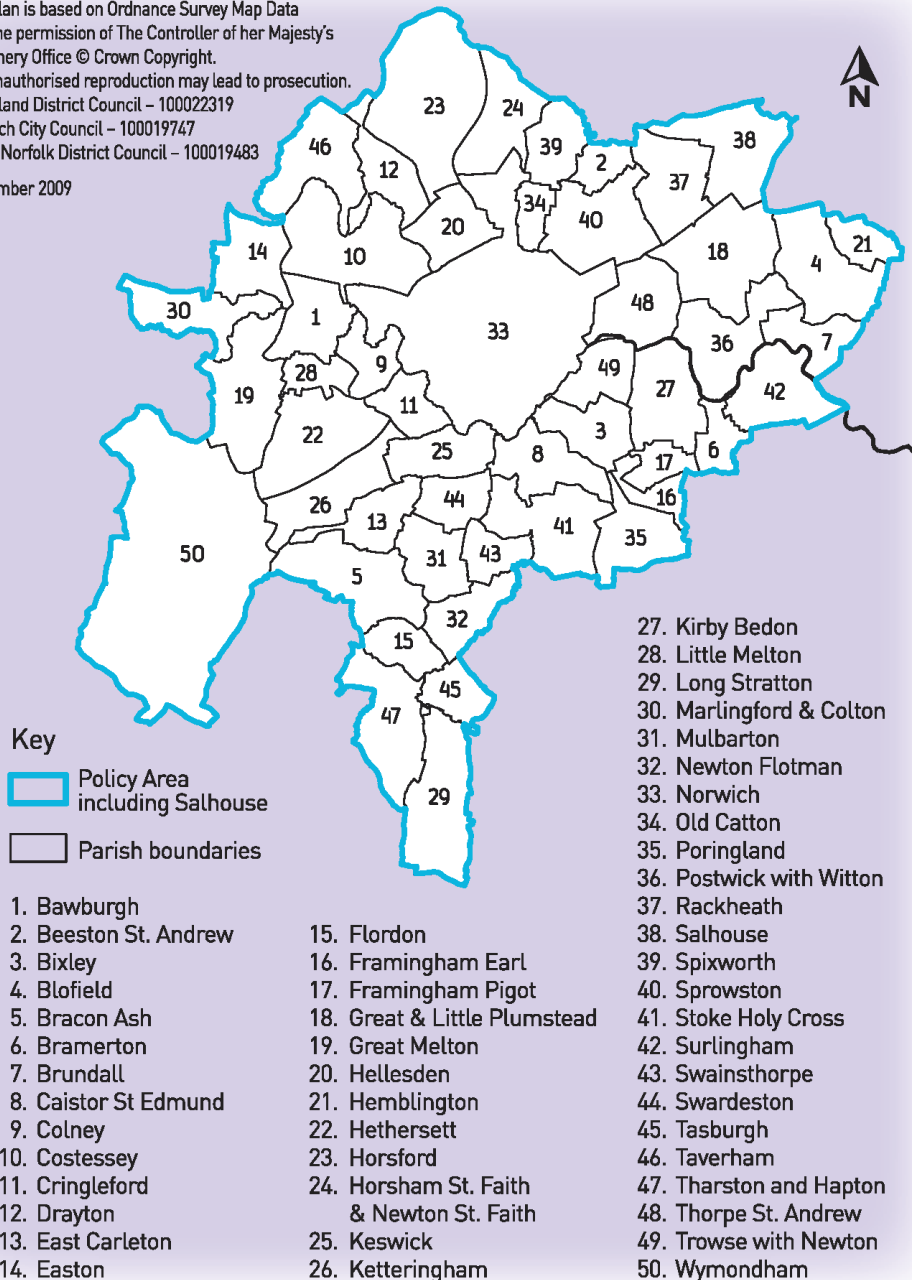 lan is based on Ordnance Survey Map Data
he permission of The Controller of her Majesty's
nery Office © Crown Copyright.
nauthorised reproduction may lead to prosecution.
land District Council – 100022319
ch City Council – 100019747
Norfolk District Council – 100019483
mber 2009
N
23
24
46
39
2
38
12
37
34
40
20
14
10
18
4
21
30
1
33
48
36
7
9
49
28
19
27
42
11
22
3
25
8
17
6
44
26
16
13
41
35
50
31
43
5
32
15
45
47
29
Key
Policy Area
including Salhouse
Parish boundaries
1. Bawburgh
2. Beeston St. Andrew
3. Bixley
4. Blofield
5. Bracon Ash
6. Bramerton
7. Brundall
8. Caistor St Edmund
9. Colney
10. Costessey
11. Cringleford
12. Drayton
13. East Carleton
14. Easton
15. Flordon
16. Framingham Earl
17. Framingham Pigot
18. Great & Little Plumstead
19. Great Melton
20. Hellesden
21. Hemblington
22. Hethersett
23. Horsford
24. Horsham St. Faith
& Newton St. Faith
25. Keswick
26. Ketteringham
27. Kirby Bedon
28. Little Melton
29. Long Stratton
30. Marlingford & Colton
31. Mulbarton
32. Newton Flotman
33. Norwich
34. Old Catton
35. Poringland
36. Postwick with Witton
37. Rackheath
38. Salhouse
39. Spixworth
40. Sprowston
41. Stoke Holy Cross
42. Surlingham
43. Swainsthorpe
44. Swardeston
45. Tasburgh
46. Taverham
47. Tharston and Hapton
48. Thorpe St. Andrew
49. Trowse with Newton
50. Wymondham